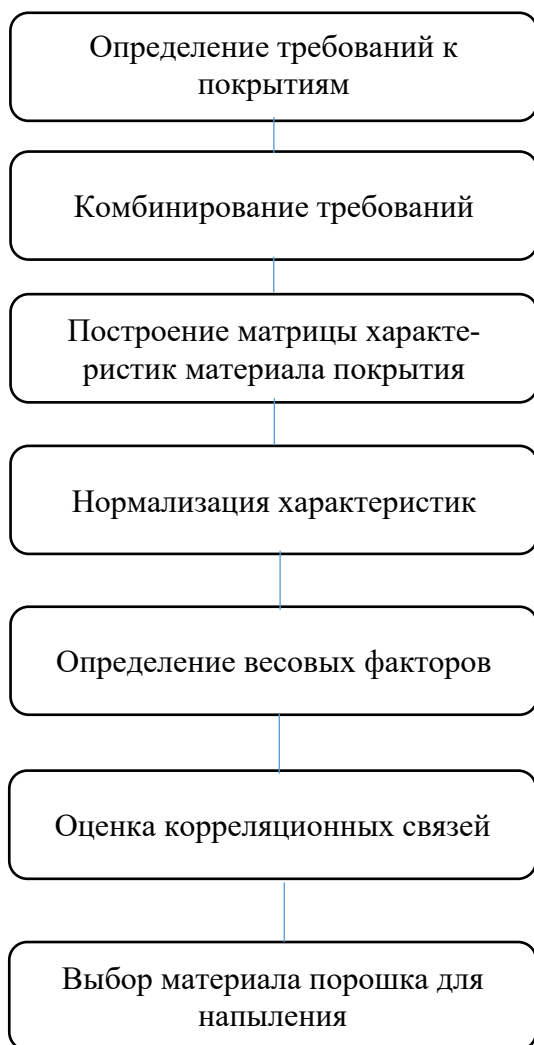 Определение требований к
покрытиям
Комбинирование требований
Построение матрицы характе-
ристик материала покрытия
Нормализация характеристик
Определение весовых факторов
Оценка корреляционных связей
Выбор материала порошка для
напыления